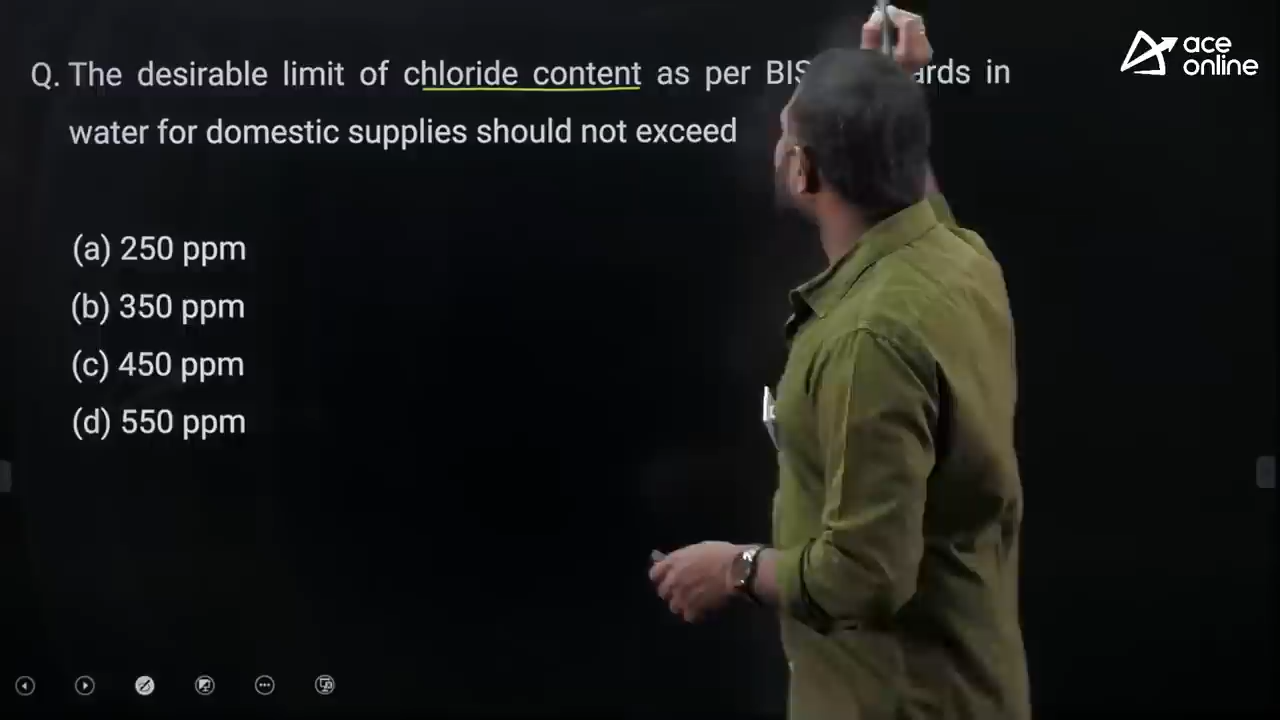 ace
online
Q. The desirable limit of chloride content as per BIS in
water for domestic supplies should not exceed
(a) 250 ppm
(b) 350 ppm
(c) 450 ppm
(d) 550 ppm